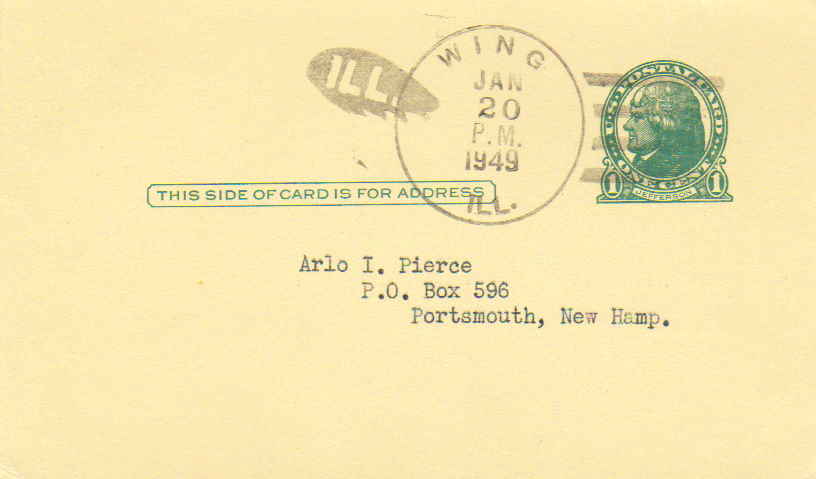 ILL.
WING
JAN
20
P.M.
1949
ILL.
U.S. POSTAL CARD
ONE CENT
1 JEFFERSON 1
THIS SIDE OF CARD IS FOR ADDRESS
Arlo I. Pierce
P.O. Box 596
Portsmouth, New Hamp.